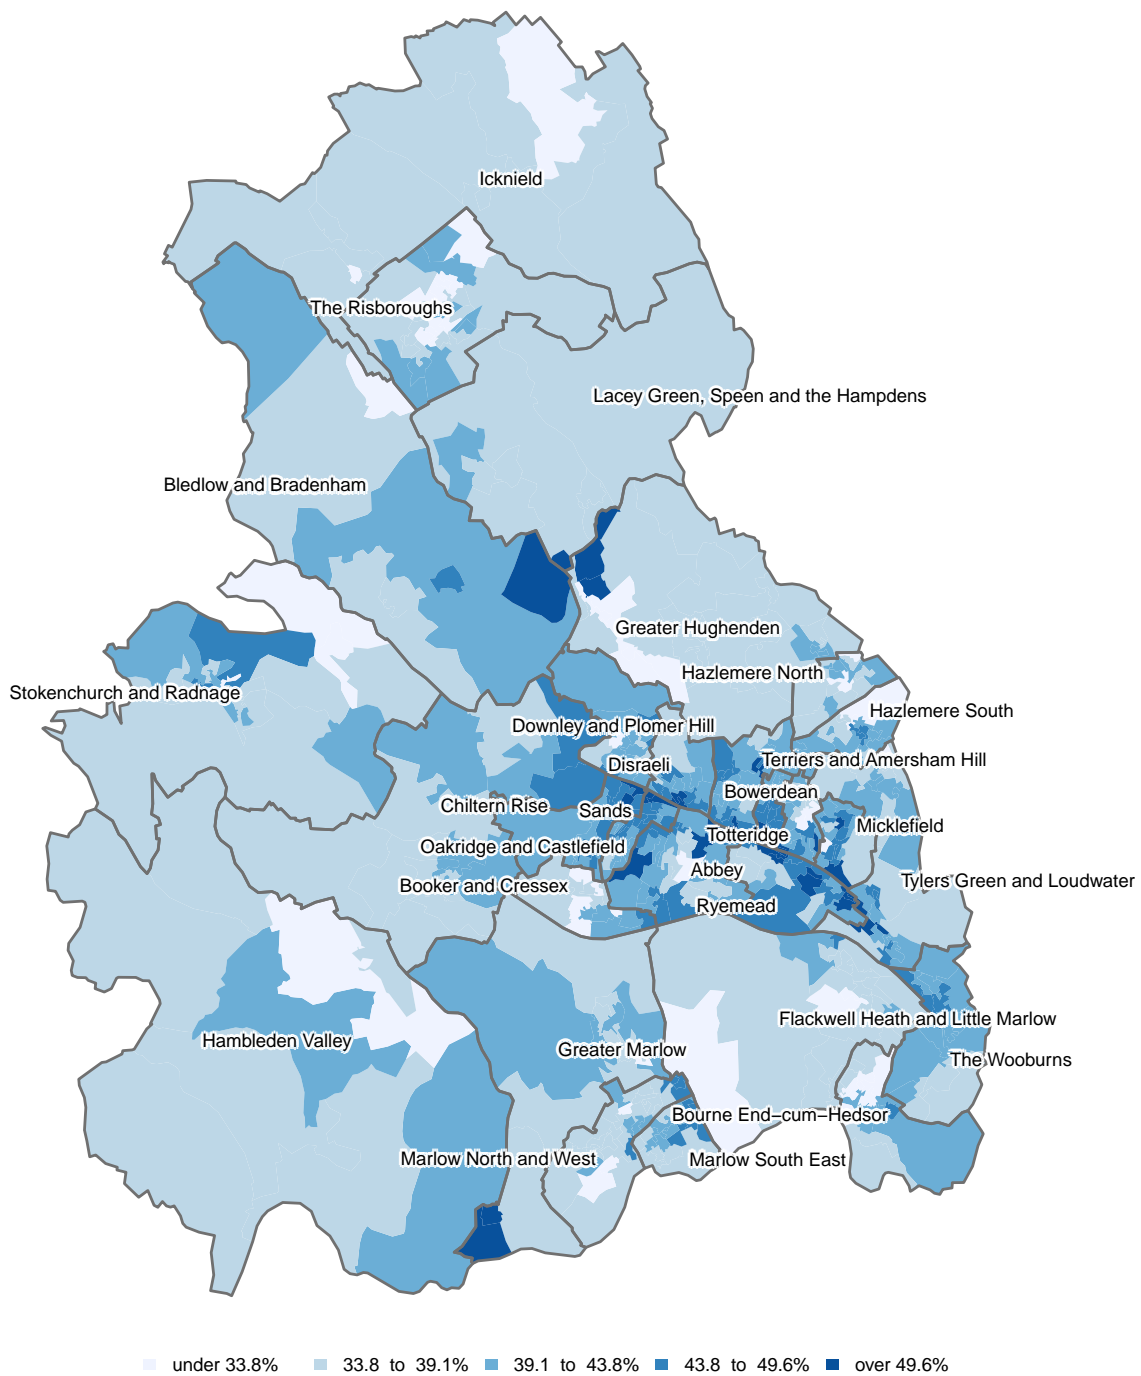 Icknield
The Risboroughs
Lacey Green, Speen and the Hampdens
Bledlow and Bradenham
Greater Hughenden
Hazlemere North
Stokenchurch and Radnage
Hazlemere South
Downley and Plomer Hill
Terriers and Amersham Hill
Disraeli
Bowerdean
Chiltern Rise
Sands
Micklefield
Totteridge
Oakridge and Castlefield
Abbey
Tylers Green and Loudwater
Booker and Cressex
Ryemead
Flackwell Heath and Little Marlow
Hambleden Valley
Greater Marlow
The Wooburns
Bourne End−cum−Hedsor
Marlow North and West
Marlow South East
under 33.8% 33.8 to 39.1% 39.1 to 43.8% 43.8 to 49.6% over 49.6%